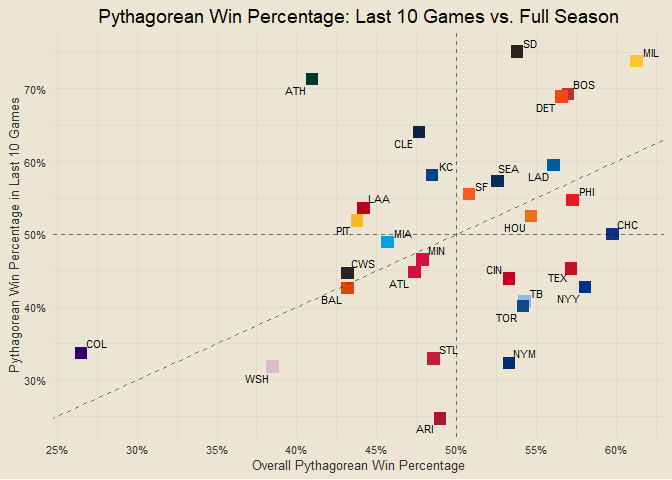 Pythagorean Win Percentage: Last 10 Games vs. Full Season
Pythagorean Win Percentage in Last 10 Games
70%
60%
50%
40%
30%
SD
MIL
ATH
BOS
DET
CLE
KC
SEA
LAD
SF
PHI
LAA
PIT
HOU
CHC
MIA
MIN
CWS
ATL
BAL
CIN
TEX
TB
NYY
TOR
COL
STL
NYM
WSH
ARI
25%
30%
35%
40%
45%
50%
55%
60%
Overall Pythagorean Win Percentage